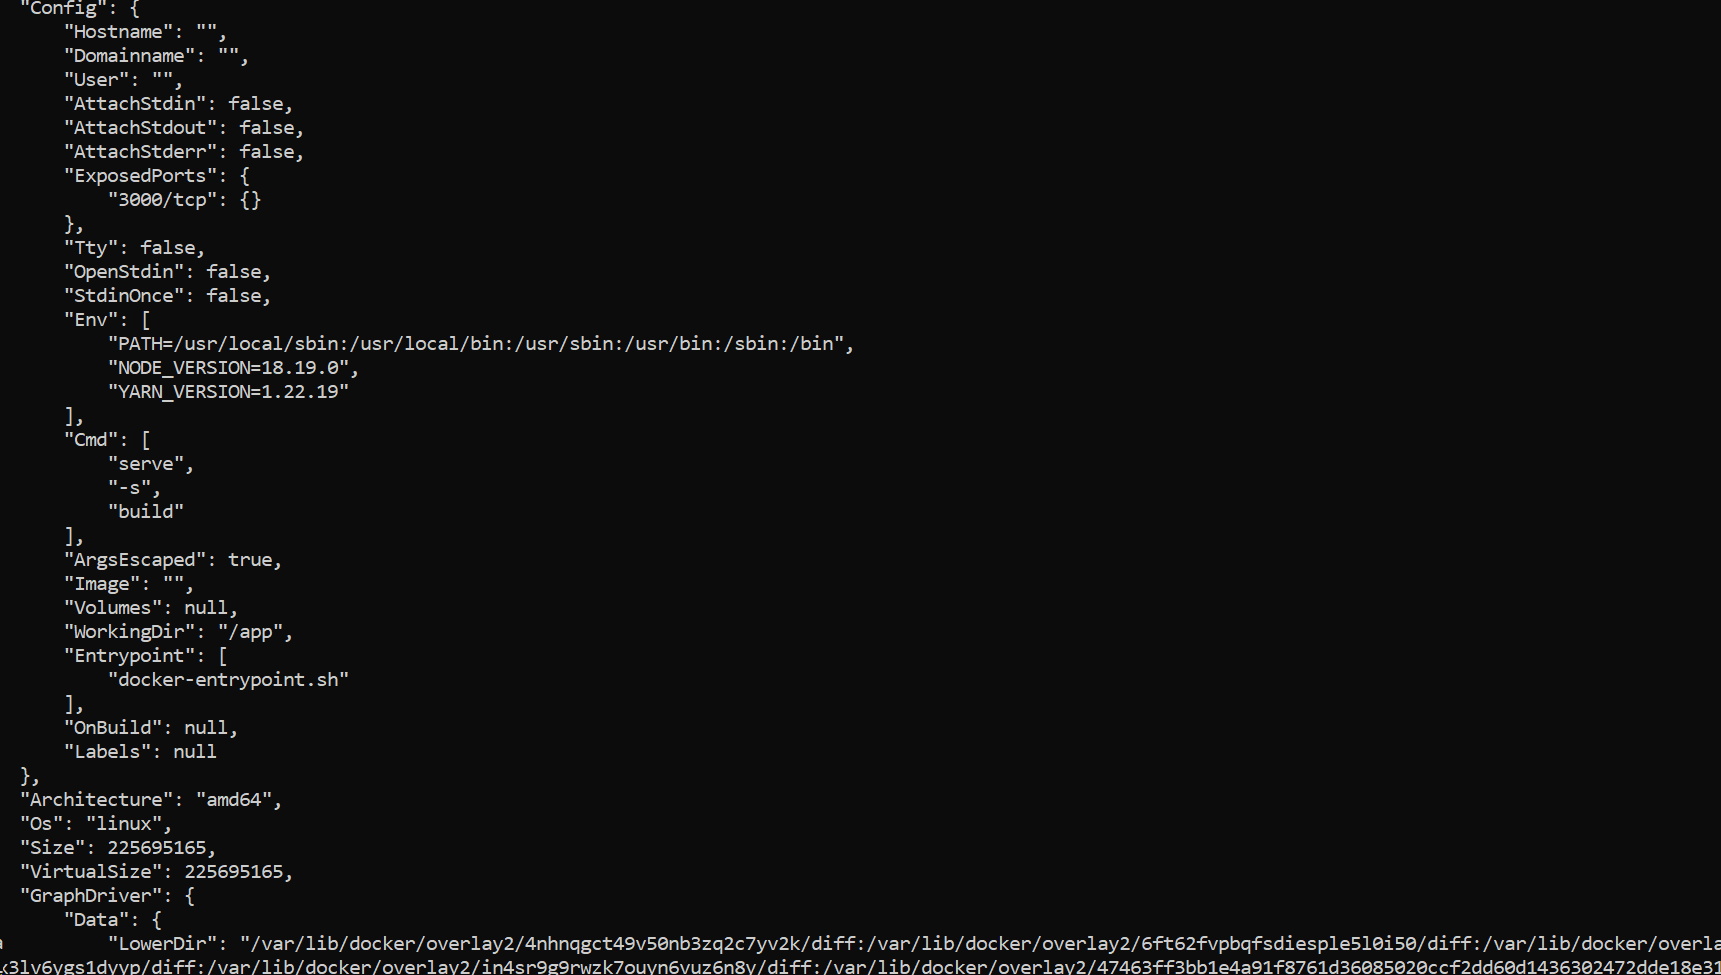 "Config": {
"Hostname": "",
"Domainname": "",
"User": "",
"AttachStdin": false,
"AttachStdout": false,
"AttachStderr": false,
"ExposedPorts": {
"3000/tcp": {}
},
"Tty": false,
"OpenStdin": false,
"StdinOnce": false,
"Env": [
"PATH=/usr/local/sbin:/usr/local/bin:/usr/sbin:/usr/bin:/sbin:/bin",
"NODE_VERSION=18.19.0",
"YARN_VERSION=1.22.19"
],
"Cmd": [
"serve",
"-s",
"build"
],
"ArgsEscaped": true,
"Image": "",
"Volumes": null,
"WorkingDir": "/app",
"Entrypoint": [
"docker-entrypoint.sh"
],
"OnBuild": null,
"Labels": null
},
"Architecture": "amd64",
"Os": "linux",
"Size": 225695165,
"VirtualSize": 225695165,
"GraphDriver": {
"Data": {
"LowerDir": "/var/lib/docker/overlay2/4nhnqgct49v50nb3zq2c7yv2k/diff:/var/lib/docker/overlay2/6ft62fvpbqfsdiesple5l0i50/diff:/var/lib/docker/overla
k3lv6ygs1dyyp/diff:/var/lib/docker/overlay2/in4sr9g9rwzk7ouyn6vuz6n8y/diff:/var/lib/docker/overlay2/47463ff3bb1e4a91f8761d36085020ccf2dd60d1436302472dde18e31